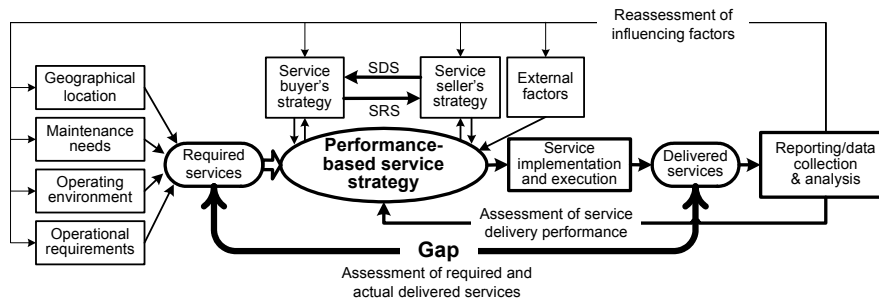 Reassessment of
influencing factors
Geographical
location
Maintenance
needs
Operating
environment
Operational
requirements
Required
services
Service
buyer's
strategy
SDS
SRS
Service
seller's
strategy
External
factors
Performance-
based service
strategy
Service
implementation
and execution
Delivered
services
Reporting/data
collection
& analysis
Assessment of service
delivery performance
Gap
Assessment of required and
actual delivered services